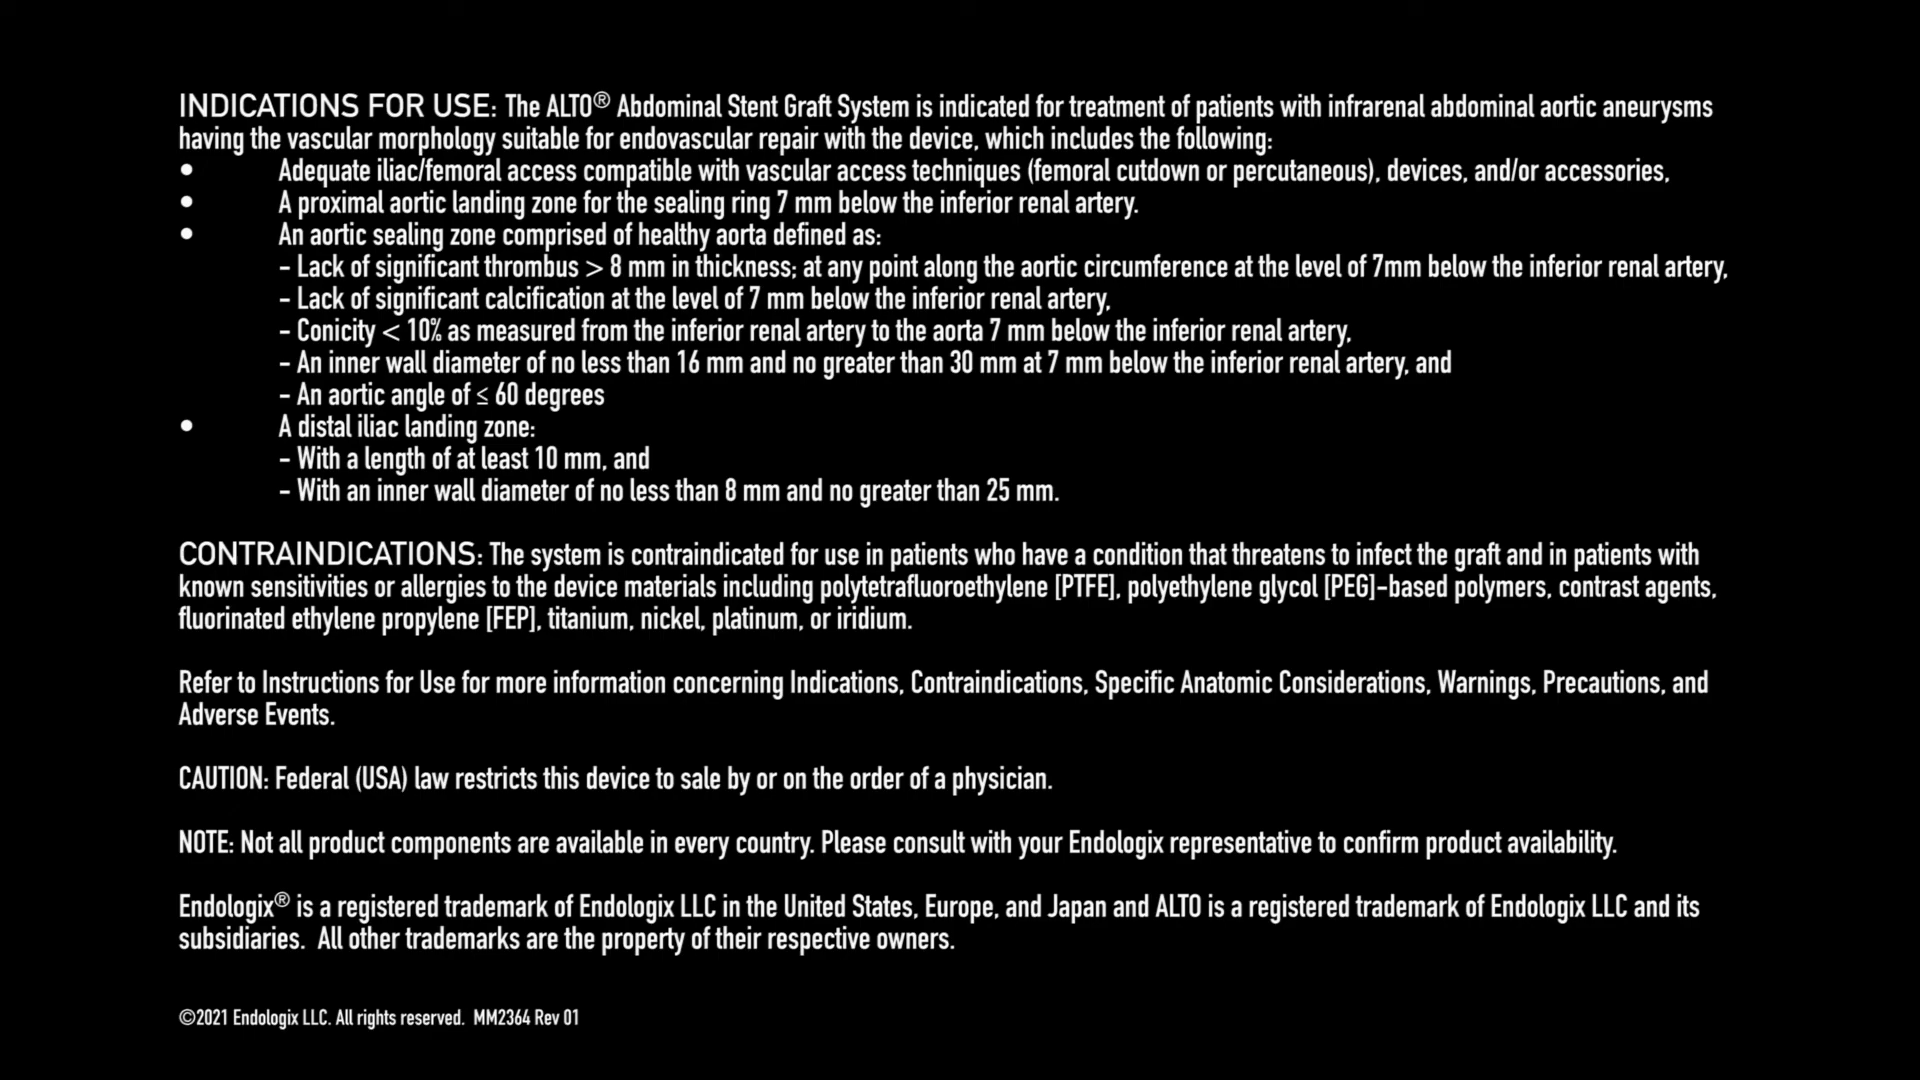 INDICATIONS FOR USE: The ALTO® Abdominal Stent Graft System is indicated for treatment of patients with infrarenal abdominal aortic aneurysms
having the vascular morphology suitable for endovascular repair with the device, which includes the following:
• Adequate iliac/femoral access compatible with vascular access techniques (femoral cutdown or percutaneous), devices, and/or accessories,
• A proximal aortic landing zone for the sealing ring 7 mm below the inferior renal artery.
• An aortic sealing zone comprised of healthy aorta defined as:
- Lack of significant thrombus > 8 mm in thickness; at any point along the aortic circumference at the level of 7mm below the inferior renal artery,
- Lack of significant calcification at the level of 7 mm below the inferior renal artery,
- Conicity < 10% as measured from the inferior renal artery to the aorta 7 mm below the inferior renal artery,
- An inner wall diameter of no less than 16 mm and no greater than 30 mm at 7 mm below the inferior renal artery, and
- An aortic angle of ≤ 60 degrees
• A distal iliac landing zone:
- With a length of at least 10 mm, and
- With an inner wall diameter of no less than 8 mm and no greater than 25 mm.
CONTRAINDICATIONS: The system is contraindicated for use in patients who have a condition that threatens to infect the graft and in patients with
known sensitivities or allergies to the device materials including polytetrafluoroethylene [PTFE], polyethylene glycol [PEG]-based polymers, contrast agents,
fluorinated ethylene propylene [FEP], titanium, nickel, platinum, or iridium.
Refer to Instructions for Use for more information concerning Indications, Contraindications, Specific Anatomic Considerations, Warnings, Precautions, and
Adverse Events.
CAUTION: Federal (USA) law restricts this device to sale by or on the order of a physician.
NOTE: Not all product components are available in every country. Please consult with your Endologix representative to confirm product availability.
Endologix® is a registered trademark of Endologix LLC in the United States, Europe, and Japan and ALTO is a registered trademark of Endologix LLC and its
subsidiaries. All other trademarks are the property of their respective owners.
©2021 Endologix LLC. All rights reserved. MM2364 Rev 01